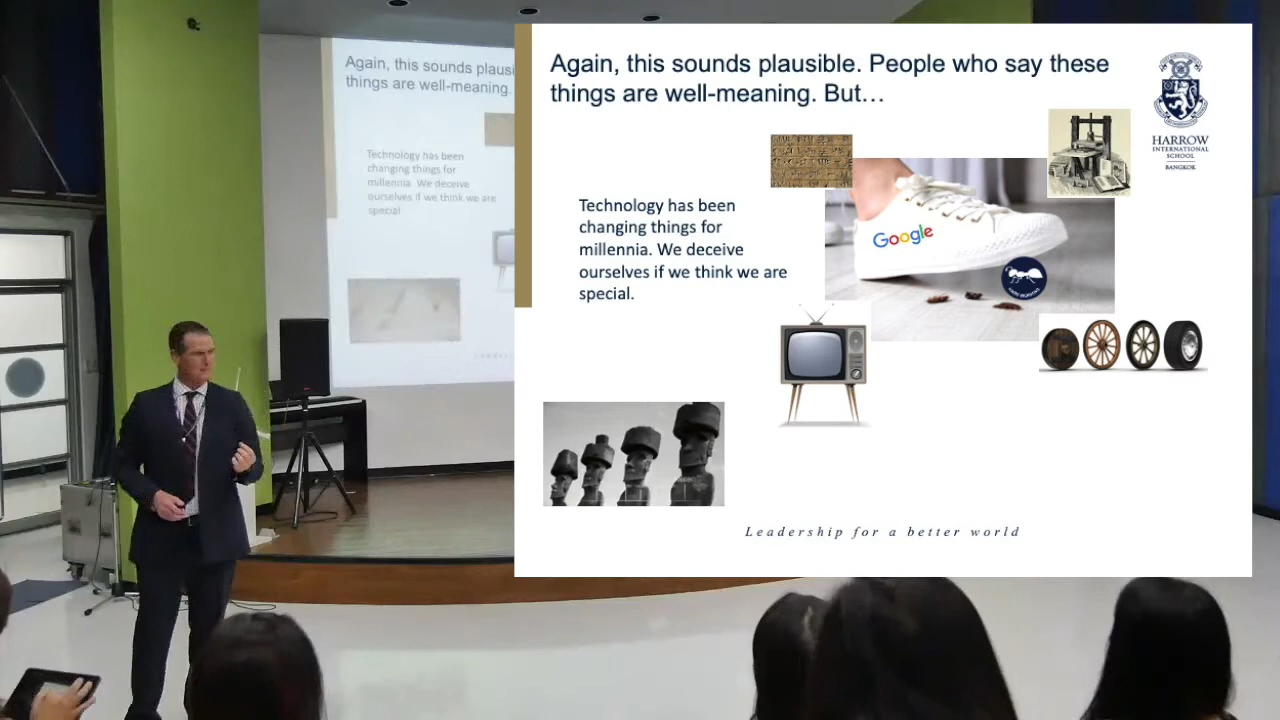 Again, this sounds plausible. People who say these
things are well-meaning. But…
HARROW
INTERNATIONAL
SCHOOL
BANGKOK
Technology has been
changing things for
millennia. We deceive
ourselves if we think we are
special.
Google
Leadership for a better world
Again, this sounds plausi
things are well-meaning.
Technology has been
changing things for
millennia. We deceive
ourselves if we think we are
special